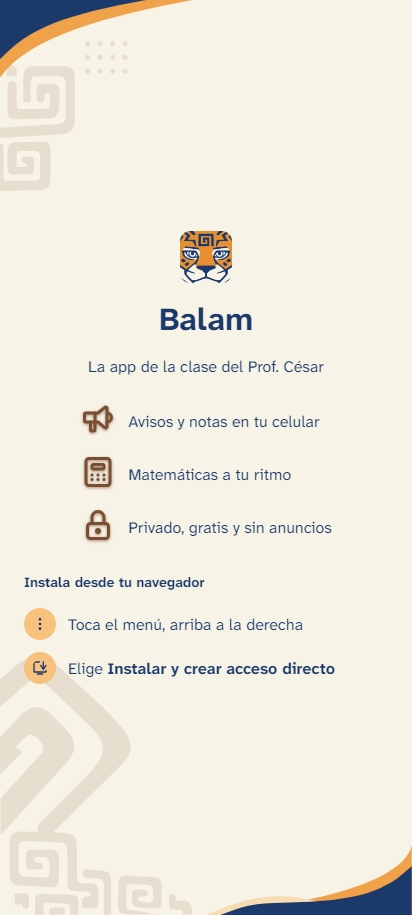 Balam
La app de la clase del Prof. César
Avisos y notas en tu celular
Matemáticas a tu ritmo
Privado, gratis y sin anuncios
Instala desde tu navegador
Toca el menú, arriba a la derecha
Elige Instalar y crear acceso directo